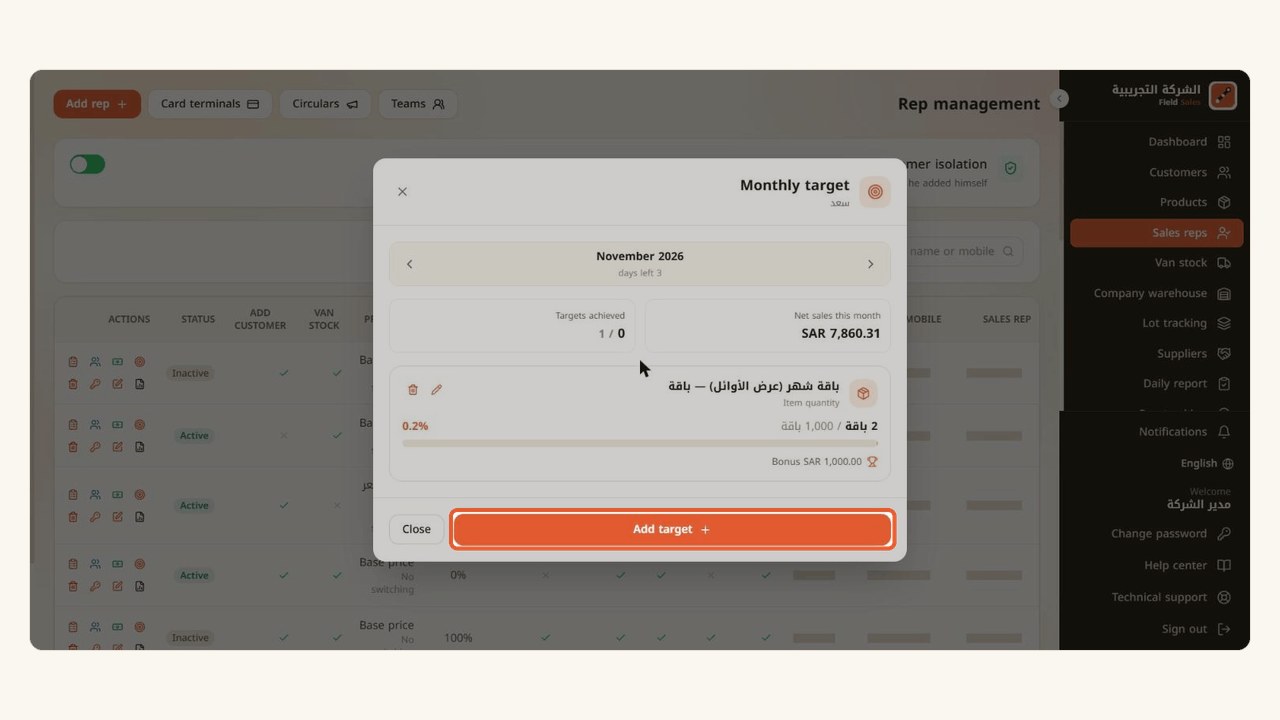 Add rep
Card terminals
Circulars
Teams
Rep management
الشركة التجريبية
Field Sales
mer isolation
he added himself
name or mobile
ACTIONS
STATUS
ADD CUSTOMER
VAN STOCK
MOBILE
SALES REP
Inactive
Active
Active
Active
Base price
No switching
0%
Inactive
Base price
No
100%
Monthly target
سعد
November 2026
days left 3
Targets achieved
1 / 0
Net sales this month
SAR 7,860.31
باقة شهر (عرض الأوائل) — باقة
Item quantity
0.2%
2 باقة / 1,000 باقة
Bonus SAR 1,000.00
Close
Add target
Dashboard
Customers
Products
Sales reps
Van stock
Company warehouse
Lot tracking
Suppliers
Daily report
Notifications
English
Welcome
مدير الشركة
Change password
Help center
Technical support
Sign out